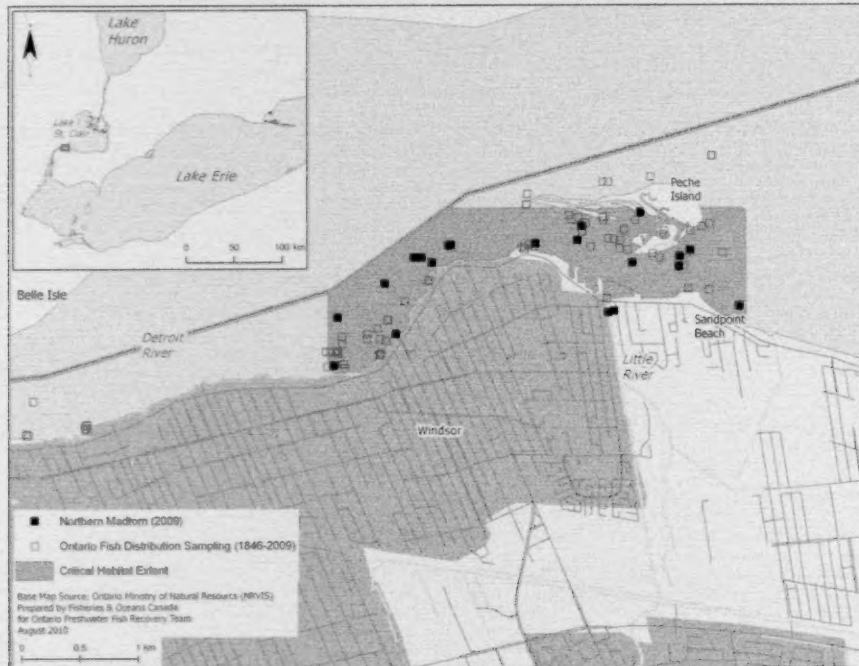 Lake
Huron
Lake
St. Clair
Lake Erie
0 50 100 km
Peche
Island
Belle Isle
Detroit
River
Sandpoint
Beach
Little
River
Windsor
Northern Madtom (2009)
Ontario Fish Distribution Sampling (1846-2009)
Critical Habitat Extent
Base Map Source: Ontario Ministry of Natural Resource (NRVIS)
Prepared by Fisheries & Oceans Canada
for Ontario Freshwater Fish Recovery Team
August 2010
0 0.5 1 km